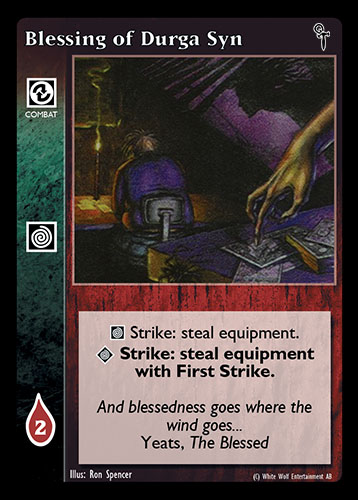 Blessing of Durga Syn
COMBAT
Strike: steal equipment.
Strike: steal equipment
with First Strike.
And blessedness goes where the
wind goes...
Yeats, The Blessed
2
Illus: Ron Spencer
(C) White Wolf Entertainment AB